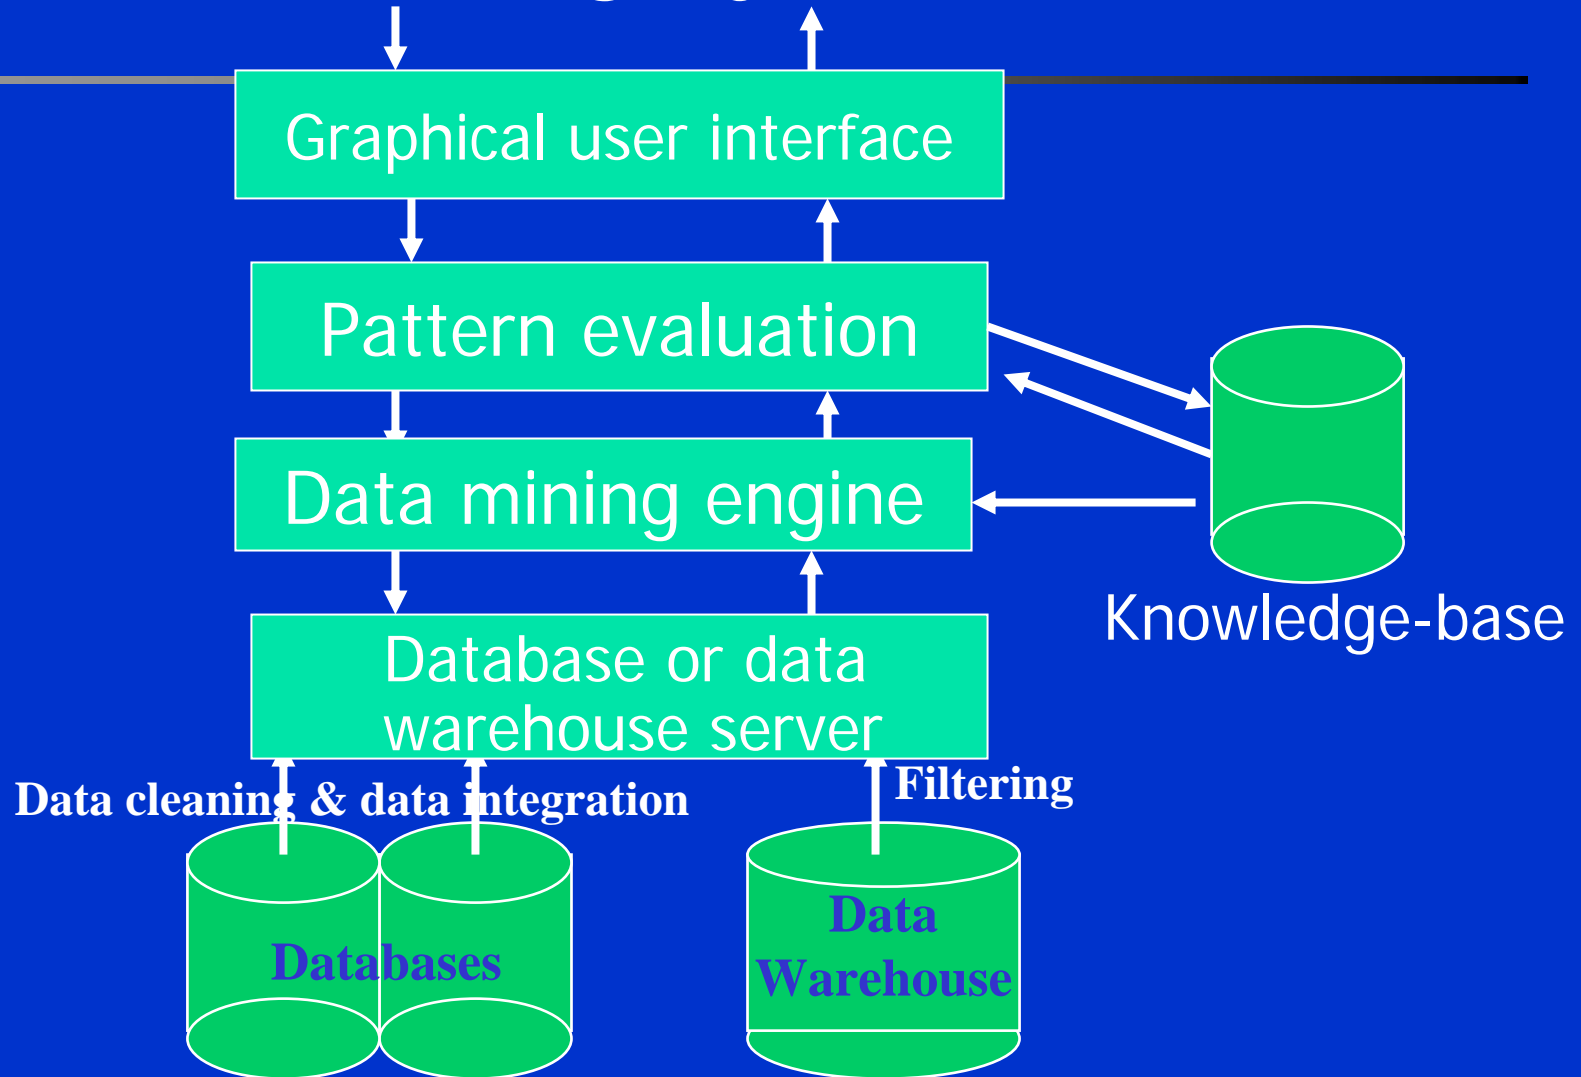 Graphical user interface
Pattern evaluation
Data mining engine
Knowledge-base
Database or data
warehouse server
Data cleaning & data integration
Filtering
Databases
Data
Warehouse